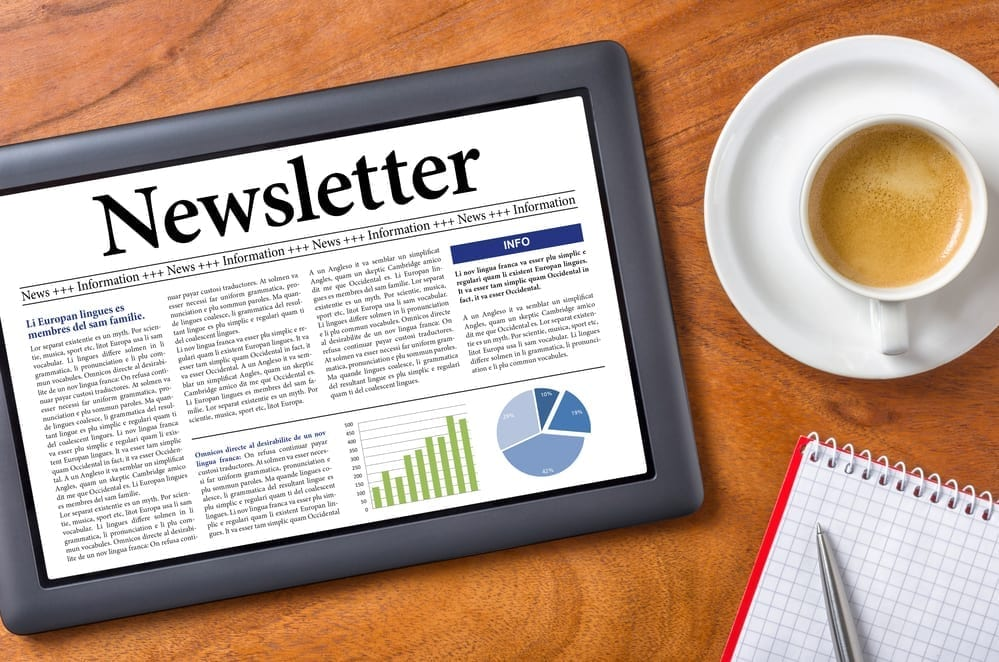 Newsletter
News +++ Information +++ News +++ Information +++ News +++ Information +++ News +++ Information
Li Europan lingues es
membres del sam familie.
Lor separat existentie es un myth. Por scien-
tie, musica, sport etc, litot Europa usa li sam
vocabular. Li lingues differe solmen in li
grammatica, li pronunciation e li plu com-
mun vocabules. Omnicos directe al desirabi-
lite de un nov lingua franca: On refusa conti-
nuar payar custosi traductores. At solmen va
esser necessi far uniform grammatica, pro-
nunciation e plu sommun paroles. Ma quan-
tant lingue es plu simplic e regulari quam ti
del coalescent lingues. Li nov lingua franca
va esser plu simplic e regulari quam li exis-
tent Europan lingues. It va esser tam simplic
quam Occidental in fact, it va esser Occiden-
tal. A un Angleso it va semblar un simplificat
Angles, quam un skeptic Cambridge amico
dit me que Occidental es. Li Europan lingues
es membres del sam familie.
Lor separat existentie es un myth. Por scien-
tie, musica, sport etc, litot Europa usa li sam
vocabular. Li lingues differe solmen in li
grammatica, li pronunciation e li plu com-
mun vocabules. Omnicos directe al desirabi-
lite de un nov lingua franca: On refusa conti-
nuar payar custosi traductores. At solmen va
esser necessi far uniform grammatica, pro-
nunciation e plu sommun paroles. Ma quan-
de lingues coalesce, li grammatica del resul-
tant lingue es plu simplic e regulari quam ti
del coalescent lingues.
Li nov lingua franca va esser plu simplic e re-
gulari quam li existent Europan lingues. It va
esser tam simplic quam Occidental in fact, it
va esser Occidental. A un Angleso it va sem-
blar un simplificat Angles, quam un skeptic
Cambridge amico dit me que Occidental es.
Li Europan lingues es membres del sam fa-
milie. Lor separat existentie es un myth. Por
scientie, musica, sport etc, litot Europa.
A un Angleso it va semblar un simplificat
Angles, quam un skeptic Cambridge amico
dit me que Occidental es. Li Europan lin-
gues es membres del sam familie. Lor separat
existentie es un myth. Por scientie, musica,
sport etc, litot Europa usa li sam vocabular.
Li lingues differe solmen in li pronunciation
e li plu commun vocabules. Omnicos directe
al desirabilite de un nov lingua franca: On
refusa continuar payar custosi traductores.
At solmen va esser necessi far uniform gram-
matica, pronunciation e plu sommun paroles.
Ma quande lingues coalesce, li grammatica
del resultant lingue es plu simplic e regulari
quam ti del coalescent lingues.
INFO
Li nov lingua franca va esser plu simplic e
regulari quam li existent Europan lingues.
It va esser tam simplic quam Occidental in
fact, it va esser Occidental.
A un Angleso it va semblar un simplificat
Angles, quam un skeptic Cambridge amico
dit me que Occidental es. Lor separat existen-
tie es un myth. Por scientie, musica, sport etc,
litot Europa usa li sam vocabular. Li lingues
differe solmen in li grammatica, li pronunci-
ation e li plu commun vocabules.
Omnicos directe al desirabilite de un nov
lingua franca: On refusa continuar payar
custosi traductores. At solmen va esser neces-
si far uniform grammatica, pronunciation e
plu sommun paroles. Ma quande lingues co-
alesce, li grammatica del resultant lingue es
plu simplic e regulari quam ti del coalescent
lingues. Li nov lingua franca va esser plu sim-
plic e regulari quam li existent Europan lin-
gues. It va esser tam simplic quam Occidental
500
450
400
350
300
250
200
150
100
50
0
10%
19%
42%
29%